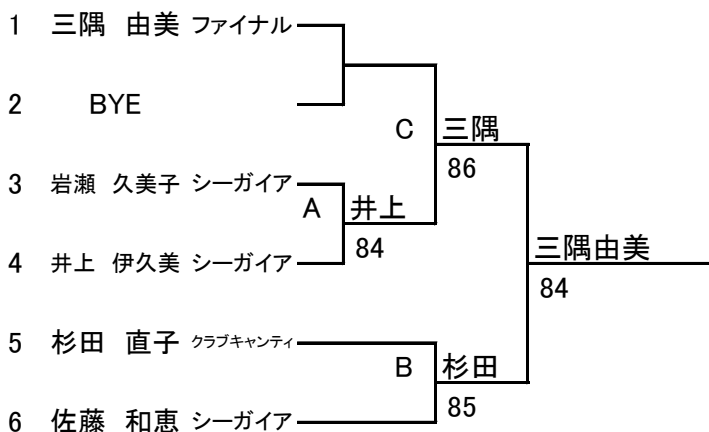 1 三隅 由美 ファイナル
2 BYE
C 三隅
86
3 岩瀬 久美子 シーガイア
A 井上
84
4 井上 伊久美 シーガイア
三隅由美
84
5 杉田 直子 クラブキャンティ
B 杉田
85
6 佐藤 和恵 シーガイア